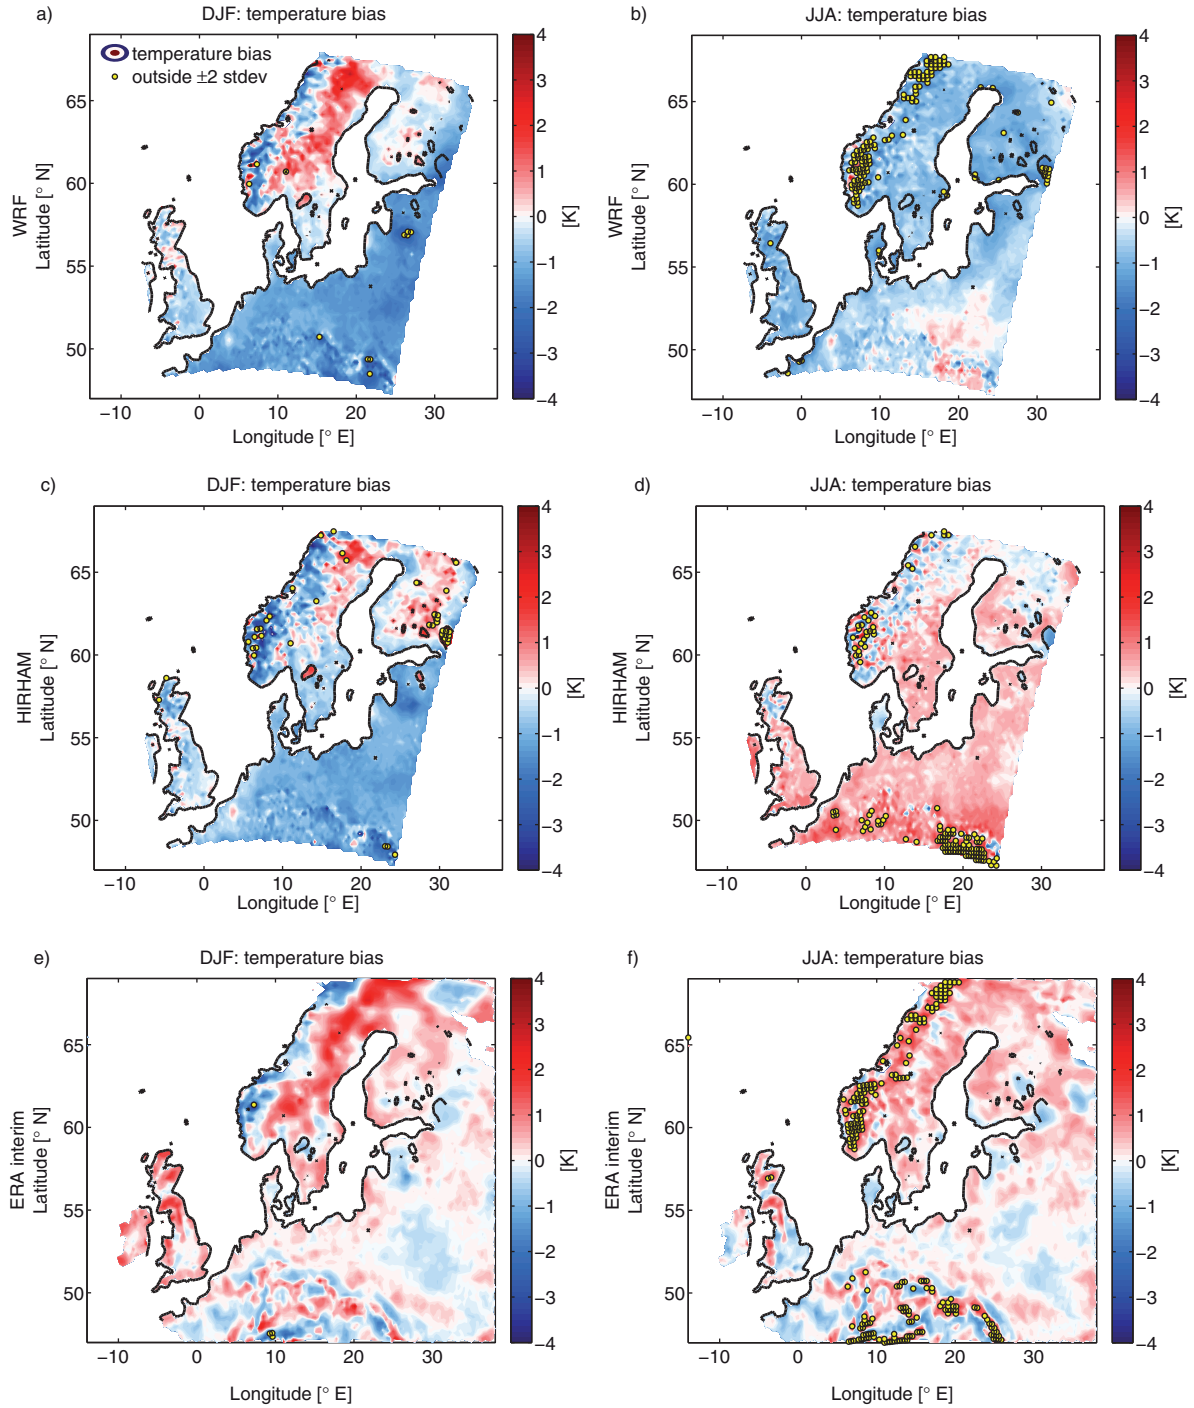 a)
DJF: temperature bias
temperature bias
outside ±2 stdev
WRF
Latitude [° N]
65
60
55
50
−10
0
10
20
30
Longitude [° E]
4
3
2
1
0
−1
−2
−3
−4
[K]
b)
JJA: temperature bias
WRF
Latitude [° N]
65
60
55
50
−10
0
10
20
30
Longitude [° E]
4
3
2
1
0
−1
−2
−3
−4
[K]
c)
DJF: temperature bias
HIRHAM
Latitude [° N]
65
60
55
50
−10
0
10
20
30
Longitude [° E]
4
3
2
1
0
−1
−2
−3
−4
[K]
d)
JJA: temperature bias
HIRHAM
Latitude [° N]
65
60
55
50
−10
0
10
20
30
Longitude [° E]
4
3
2
1
0
−1
−2
−3
−4
[K]
e)
DJF: temperature bias
ERA interim
Latitude [° N]
65
60
55
50
−10
0
10
20
30
Longitude [° E]
4
3
2
1
0
−1
−2
−3
−4
[K]
f)
JJA: temperature bias
ERA interim
Latitude [° N]
65
60
55
50
−10
0
10
20
30
Longitude [° E]
4
3
2
1
0
−1
−2
−3
−4
[K]